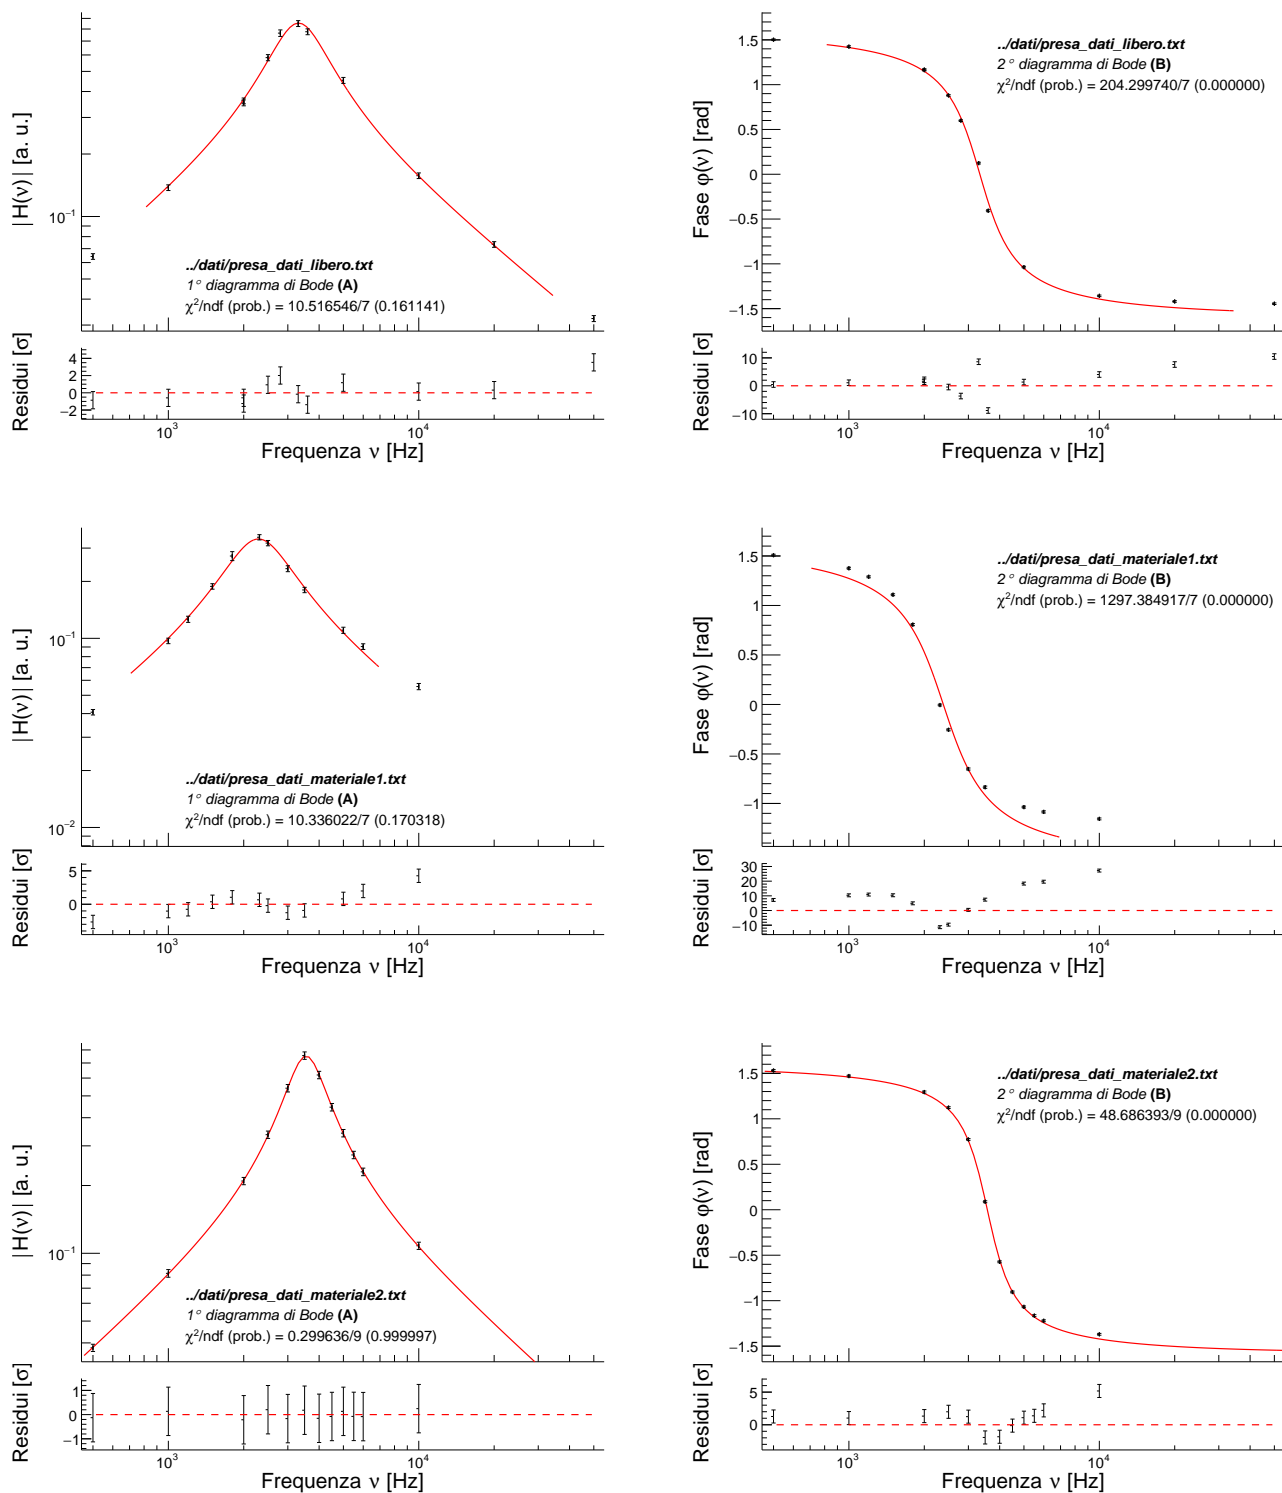 |H(ν)| [a. u.]
10⁻¹
../dati/presa_dati_libero.txt
1° diagramma di Bode (A)
χ²/ndf (prob.) = 10.516546/7 (0.161141)
Residui [σ]
4
2
0
−2
10³
10⁴
Frequenza ν [Hz]
Fase φ(ν) [rad]
1.5
1
0.5
0
−0.5
−1
−1.5
../dati/presa_dati_libero.txt
2° diagramma di Bode (B)
χ²/ndf (prob.) = 204.299740/7 (0.000000)
Residui [σ]
10
0
−10
10³
10⁴
Frequenza ν [Hz]
|H(ν)| [a. u.]
10⁻¹
10⁻²
../dati/presa_dati_materiale1.txt
1° diagramma di Bode (A)
χ²/ndf (prob.) = 10.336022/7 (0.170318)
Residui [σ]
5
0
10³
10⁴
Frequenza ν [Hz]
Fase φ(ν) [rad]
1.5
1
0.5
0
−0.5
−1
../dati/presa_dati_materiale1.txt
2° diagramma di Bode (B)
χ²/ndf (prob.) = 1297.384917/7 (0.000000)
Residui [σ]
30
20
10
0
−10
10³
10⁴
Frequenza ν [Hz]
|H(ν)| [a. u.]
10⁻¹
../dati/presa_dati_materiale2.txt
1° diagramma di Bode (A)
χ²/ndf (prob.) = 0.299636/9 (0.999997)
Residui [σ]
1
0
−1
10³
10⁴
Frequenza ν [Hz]
Fase φ(ν) [rad]
1.5
1
0.5
0
−0.5
−1
−1.5
../dati/presa_dati_materiale2.txt
2° diagramma di Bode (B)
χ²/ndf (prob.) = 48.686393/9 (0.000000)
Residui [σ]
5
0
10³
10⁴
Frequenza ν [Hz]